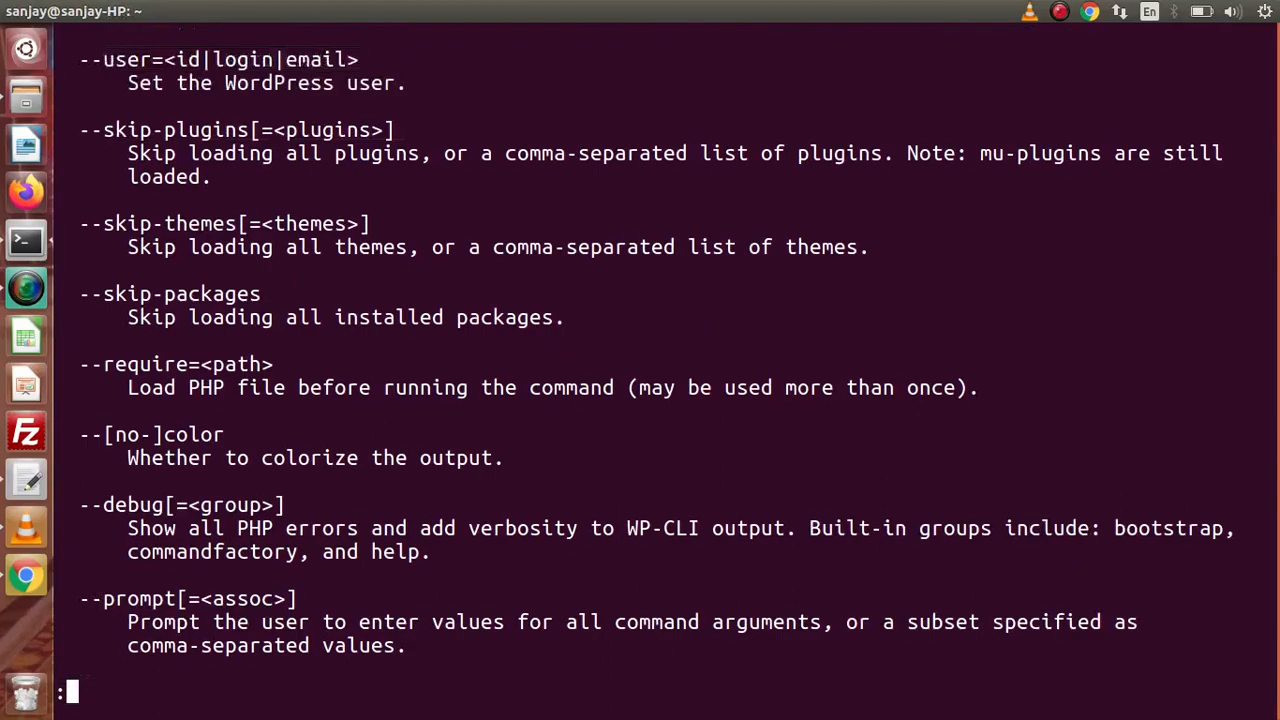 sanjay@sanjay-HP: ~
En
--user=<id|login|email>
Set the WordPress user.
--skip-plugins[=<plugins>]
Skip loading all plugins, or a comma-separated list of plugins. Note: mu-plugins are still
loaded.
--skip-themes[=<themes>]
Skip loading all themes, or a comma-separated list of themes.
--skip-packages
Skip loading all installed packages.
--require=<path>
Load PHP file before running the command (may be used more than once).
--[no-]color
Whether to colorize the output.
--debug[=<group>]
Show all PHP errors and add verbosity to WP-CLI output. Built-in groups include: bootstrap,
commandfactory, and help.
--prompt[=<assoc>]
Prompt the user to enter values for all command arguments, or a subset specified as
comma-separated values.
:
Fz